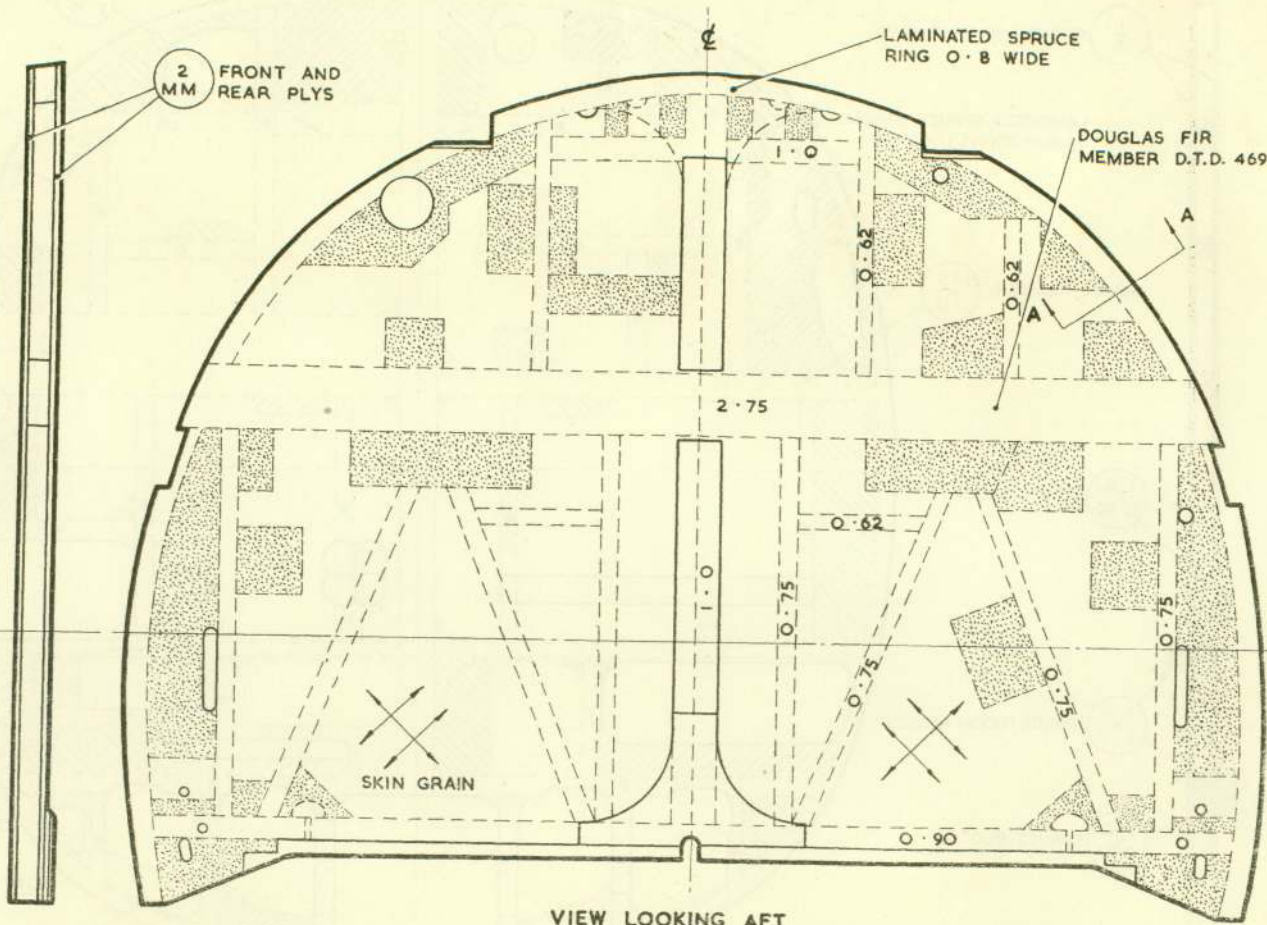 ℄
LAMINATED SPRUCE
RING 0·8 WIDE
2
MM
FRONT AND
REAR PLYS
DOUGLAS FIR
MEMBER D.T.D. 469
1·0
A
0·62
0·62
A
2·75
0·62
1·0
0·75
0·75
0·75
0·75
SKIN GRAIN
0·90
VIEW LOOKING AFT